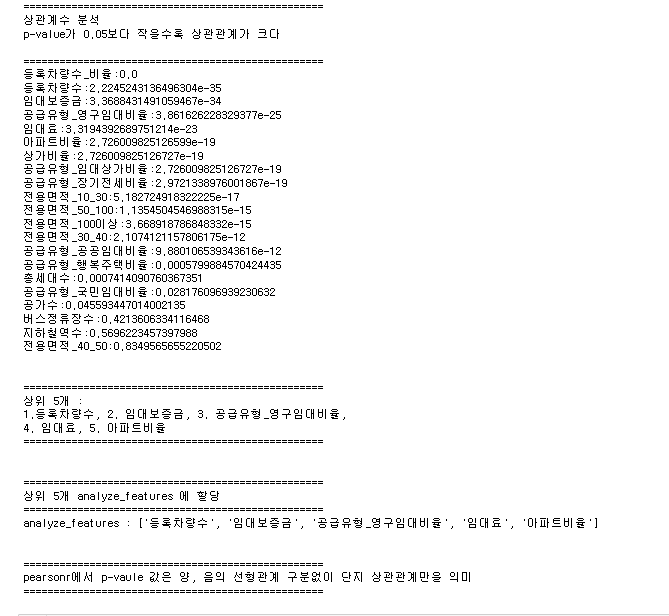 ==============================================
상관계수 분석
p-value가 0.05보다 작을수록 상관관계가 크다
==============================================
등록차량수_비율:0.0
등록차량수:2.2245243136496304e-35
임대보증금:3.3688431491059467e-34
공급유형_영구임대비율:3.861626228329377e-25
임대료:3.3194392689751214e-23
아파트비율:2.726009825126599e-19
상가비율:2.726009825126727e-19
공급유형_임대상가비율:2.726009825126727e-19
공급유형_장기전세비율:2.9721338976001867e-19
전용면적_10_30:5.182724918322225e-17
전용면적_50_100:1.1354504546988315e-15
전용면적_100이상:3.668918786848332e-15
전용면적_30_40:2.1074121157806175e-12
공급유형_공공임대비율:9.880106539343616e-12
공급유형_행복주택비율:0.0005799884570424435
총세대수:0.0007414090760367351
공급유형_국민임대비율:0.028176096939230632
공가수:0.045593447014002135
버스정류장수:0.4213606334116468
지하철역수:0.5696223457397988
전용면적_40_50:0.8349565655220502
==============================================
상위 5개 :
1.등록차량수, 2. 임대보증금, 3. 공급유형_영구임대비율,
4. 임대료, 5. 아파트비율
==============================================
==============================================
상위 5개 analyze_features 에 할당
==============================================
analyze_features : ['등록차량수', '임대보증금', '공급유형_영구임대비율', '임대료', '아파트비율']
==============================================
pearsonr에서 p-vaule 값은 양, 음의 선형관계 구분없이 단지 상관관계만을 의미
==============================================